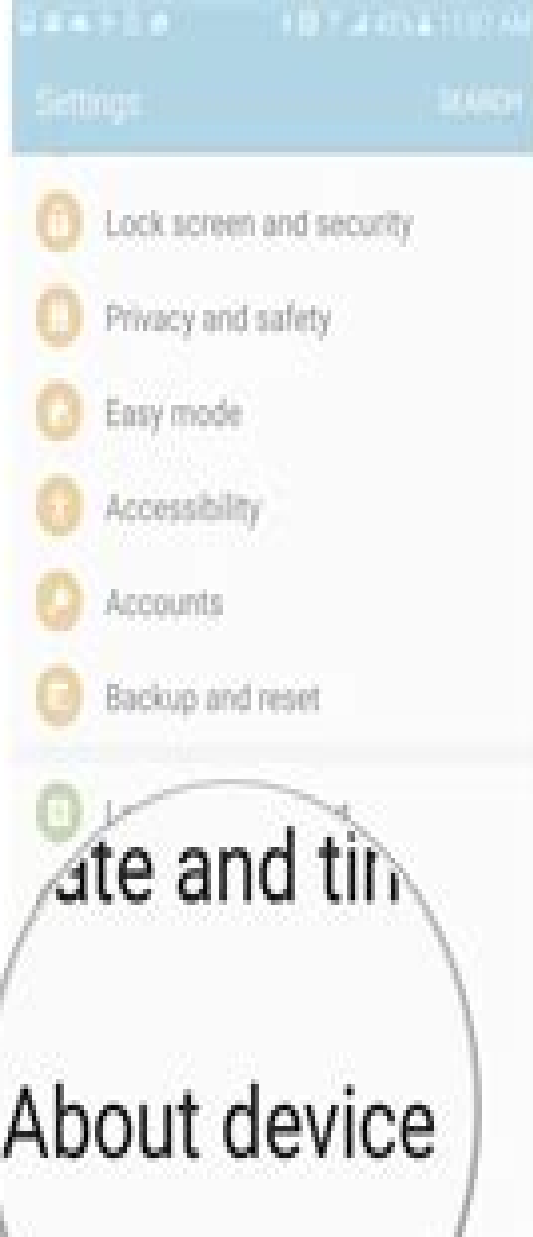 Settings SEARCH
Lock screen and security
Privacy and safety
Easy mode
Accessibility
Accounts
Backup and reset
ate and tim
About device